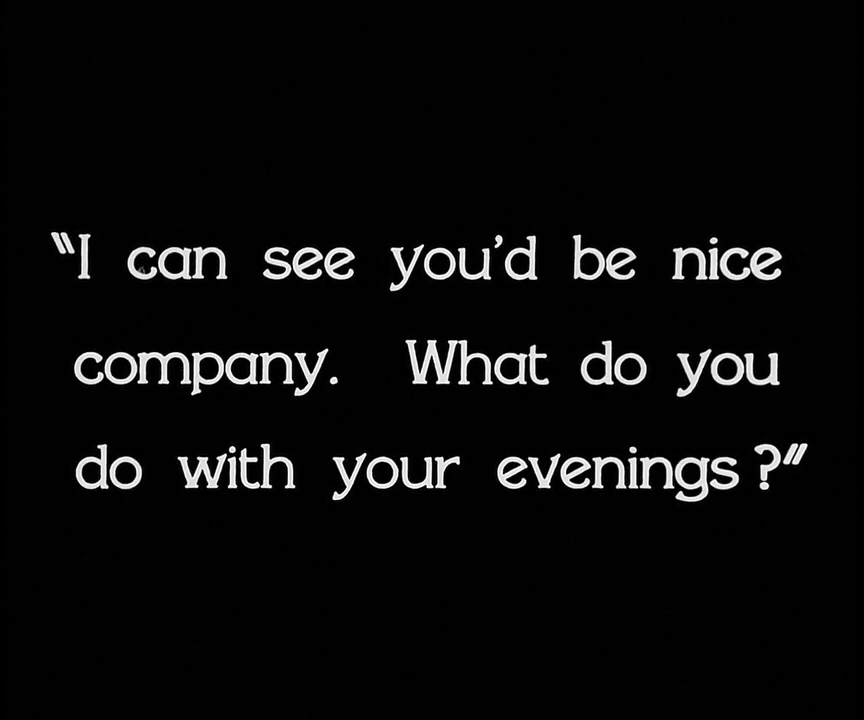 “I can see you’d be nice
company. What do you
do with your evenings?”